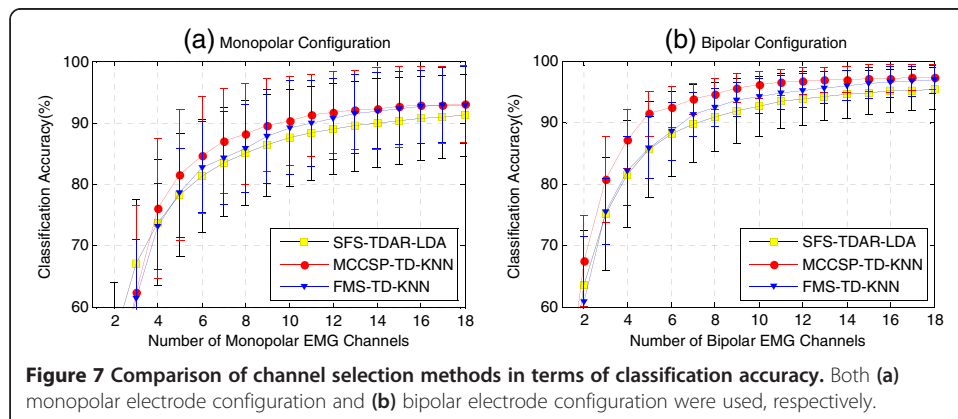 (a) Monopolar Configuration
Classification Accuracy(%)
100
90
80
70
60
SFS-TDAR-LDA
MCCSP-TD-KNN
FMS-TD-KNN
2 4 6 8 10 12 14 16 18
Number of Monopolar EMG Channels
(b) Bipolar Configuration
Classification Accuracy(%)
100
90
80
70
60
SFS-TDAR-LDA
MCCSP-TD-KNN
FMS-TD-KNN
2 4 6 8 10 12 14 16 18
Number of Bipolar EMG Channels
Figure 7 Comparison of channel selection methods in terms of classification accuracy. Both (a)
monopolar electrode configuration and (b) bipolar electrode configuration were used, respectively.